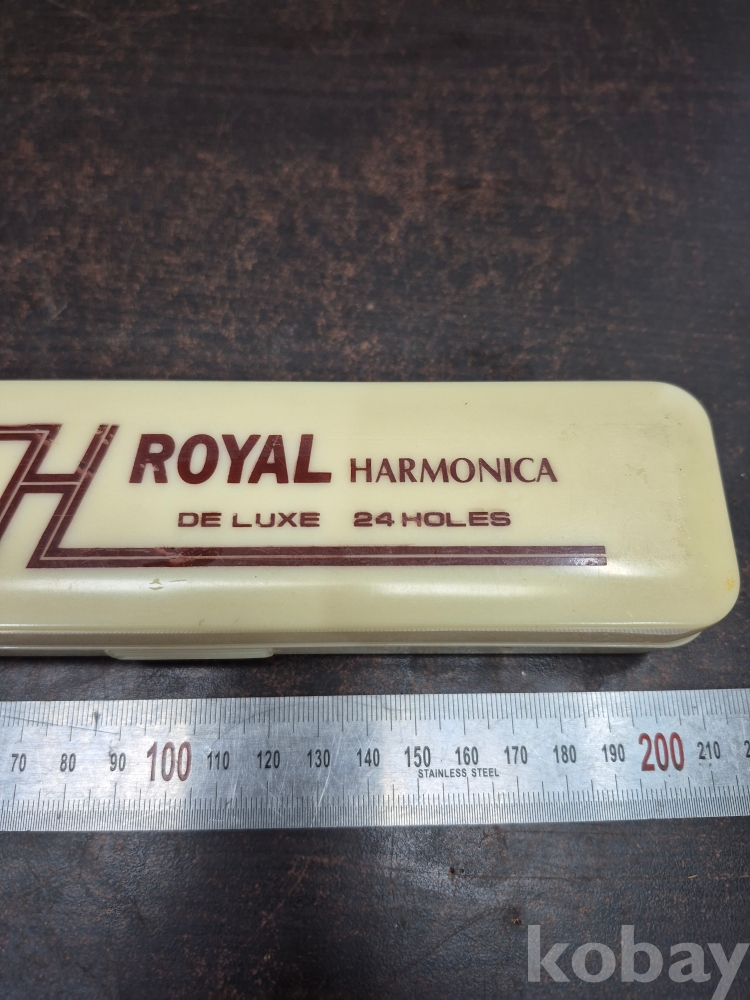 H ROYAL HARMONICA
DE LUXE 24 HOLES
70 80 90 100 110 120 130 140 150 160 170 180 190 200 210
STAINLESS STEEL
kobay